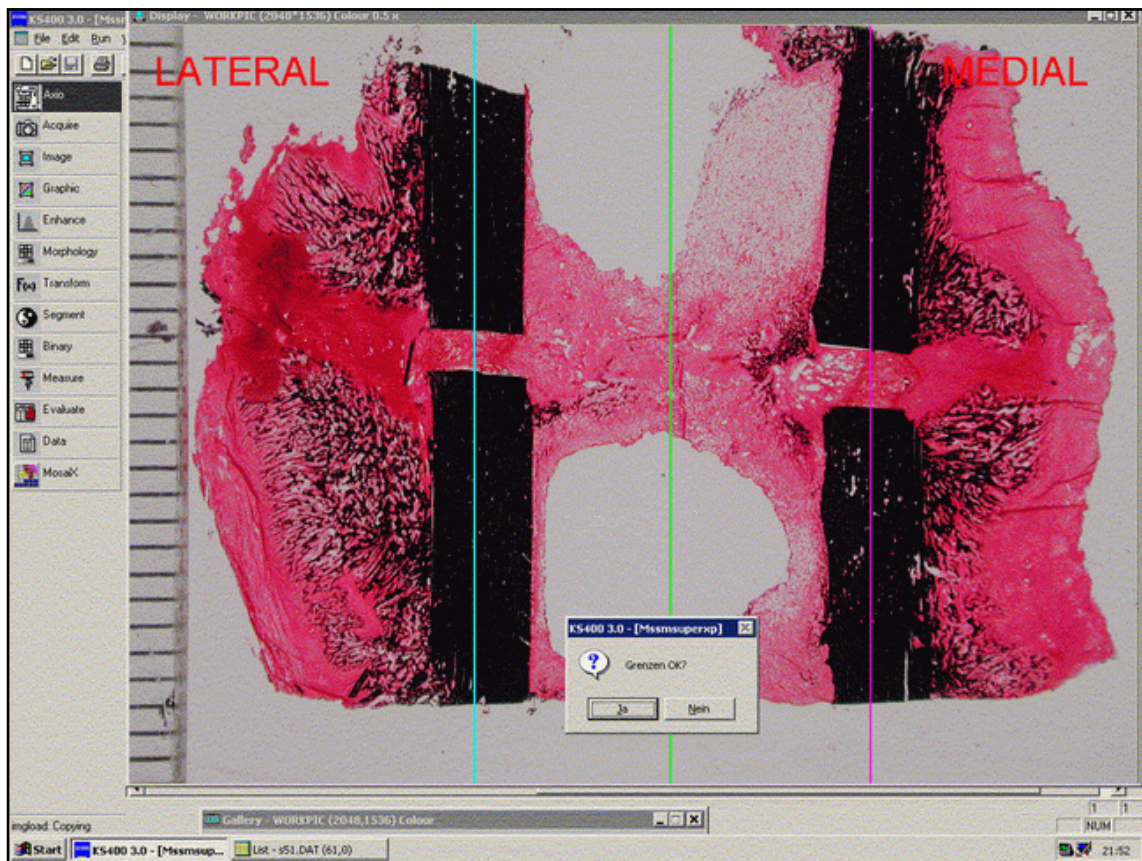 KS400 3.0 - [Mssr
Display - WORKPIC (2048*1536) Colour 0.5 x
File Edit Run
LATERAL
MEDIAL
Axio
Acquire
Image
Graphic
Enhance
Morphology
F(x) Transform
Segment
Binary
Measure
Evaluate
Data
MosaiX
6
KS400 3.0 - [Mssmsuperxp]
Grenzen OK?
Ja
Nein
1 1
Gallery - WORKPIC (2048,1536) Colour
imgload: Copying
NUM
Start
KS400 3.0 - [Mssmsup...
List - s51.DAT (61,0)
21:52